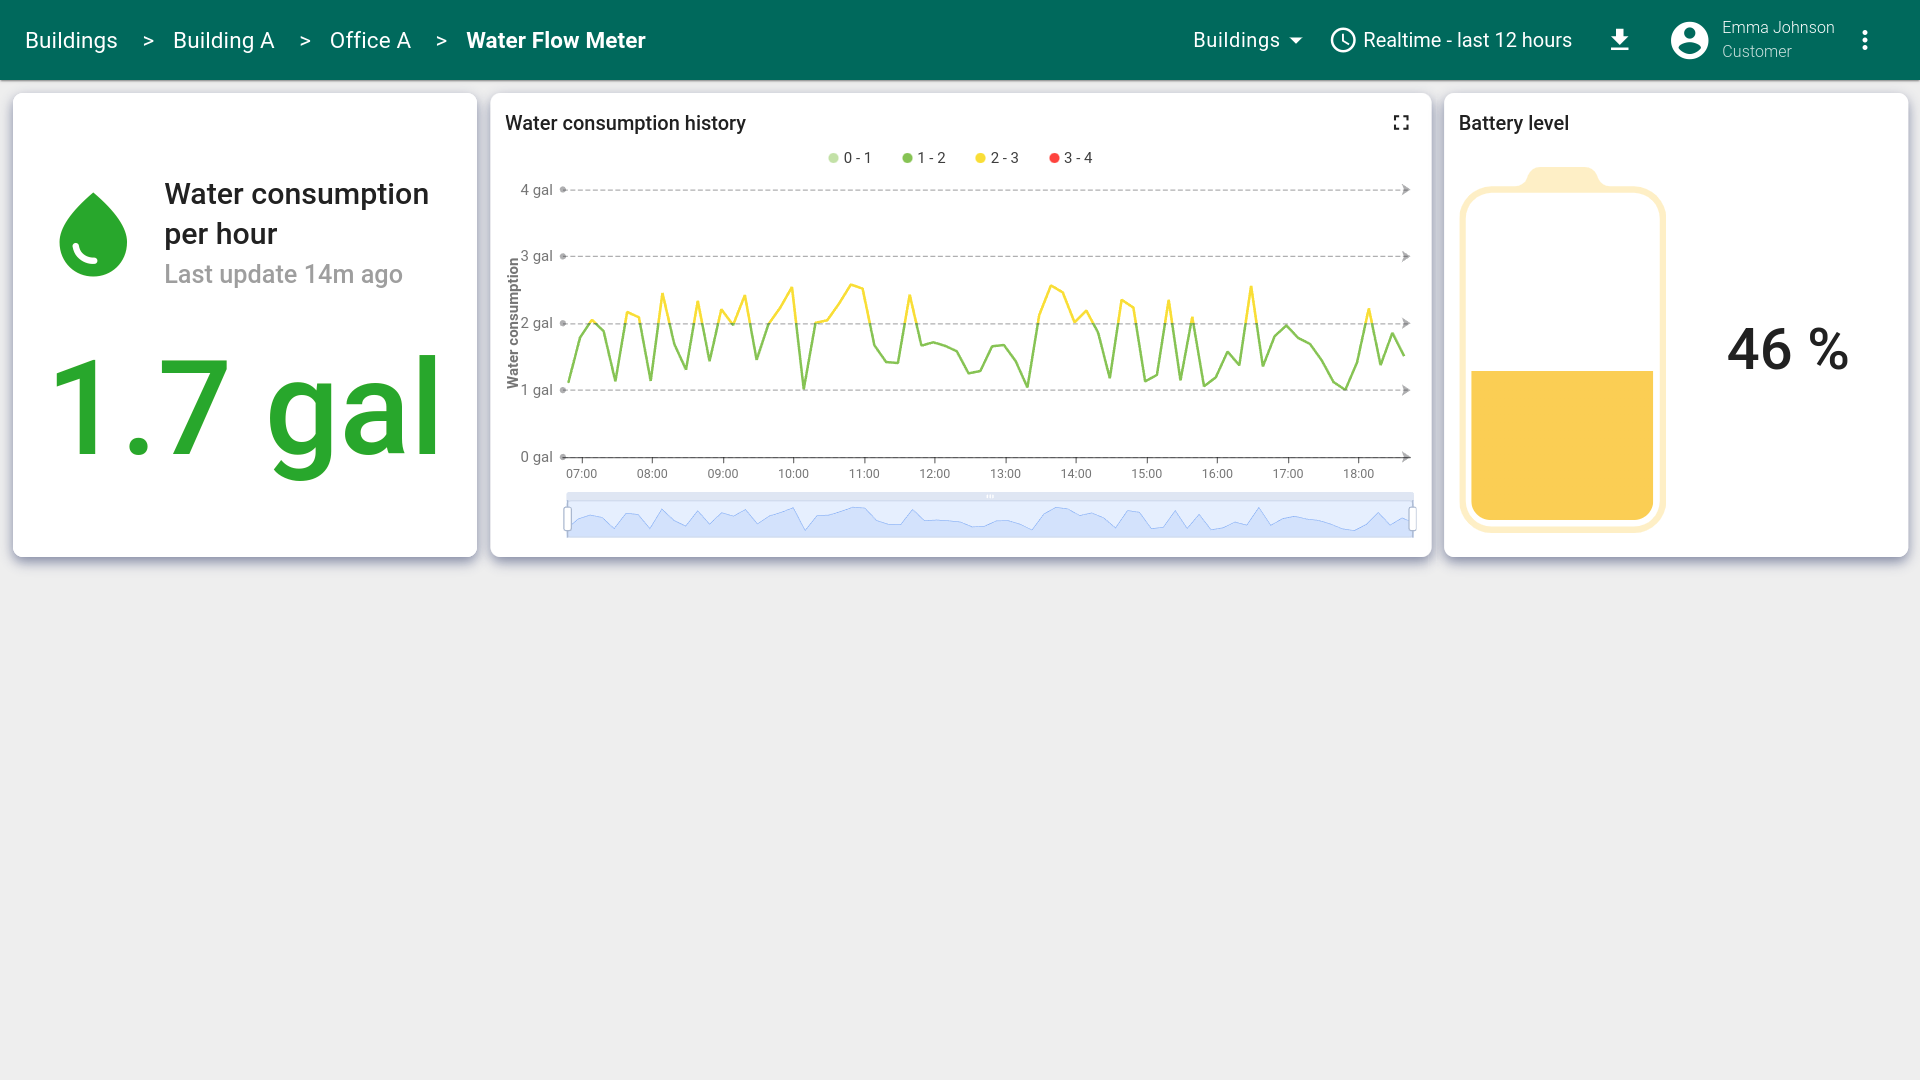 Buildings > Building A > Office A > Water Flow Meter
Buildings
Realtime - last 12 hours
Emma Johnson
Customer
Water consumption
per hour
Last update 14m ago
1.7 gal
Water consumption history
0 - 1
1 - 2
2 - 3
3 - 4
Water consumption
4 gal
3 gal
2 gal
1 gal
0 gal
07:00
08:00
09:00
10:00
11:00
12:00
13:00
14:00
15:00
16:00
17:00
18:00
Battery level
46 %